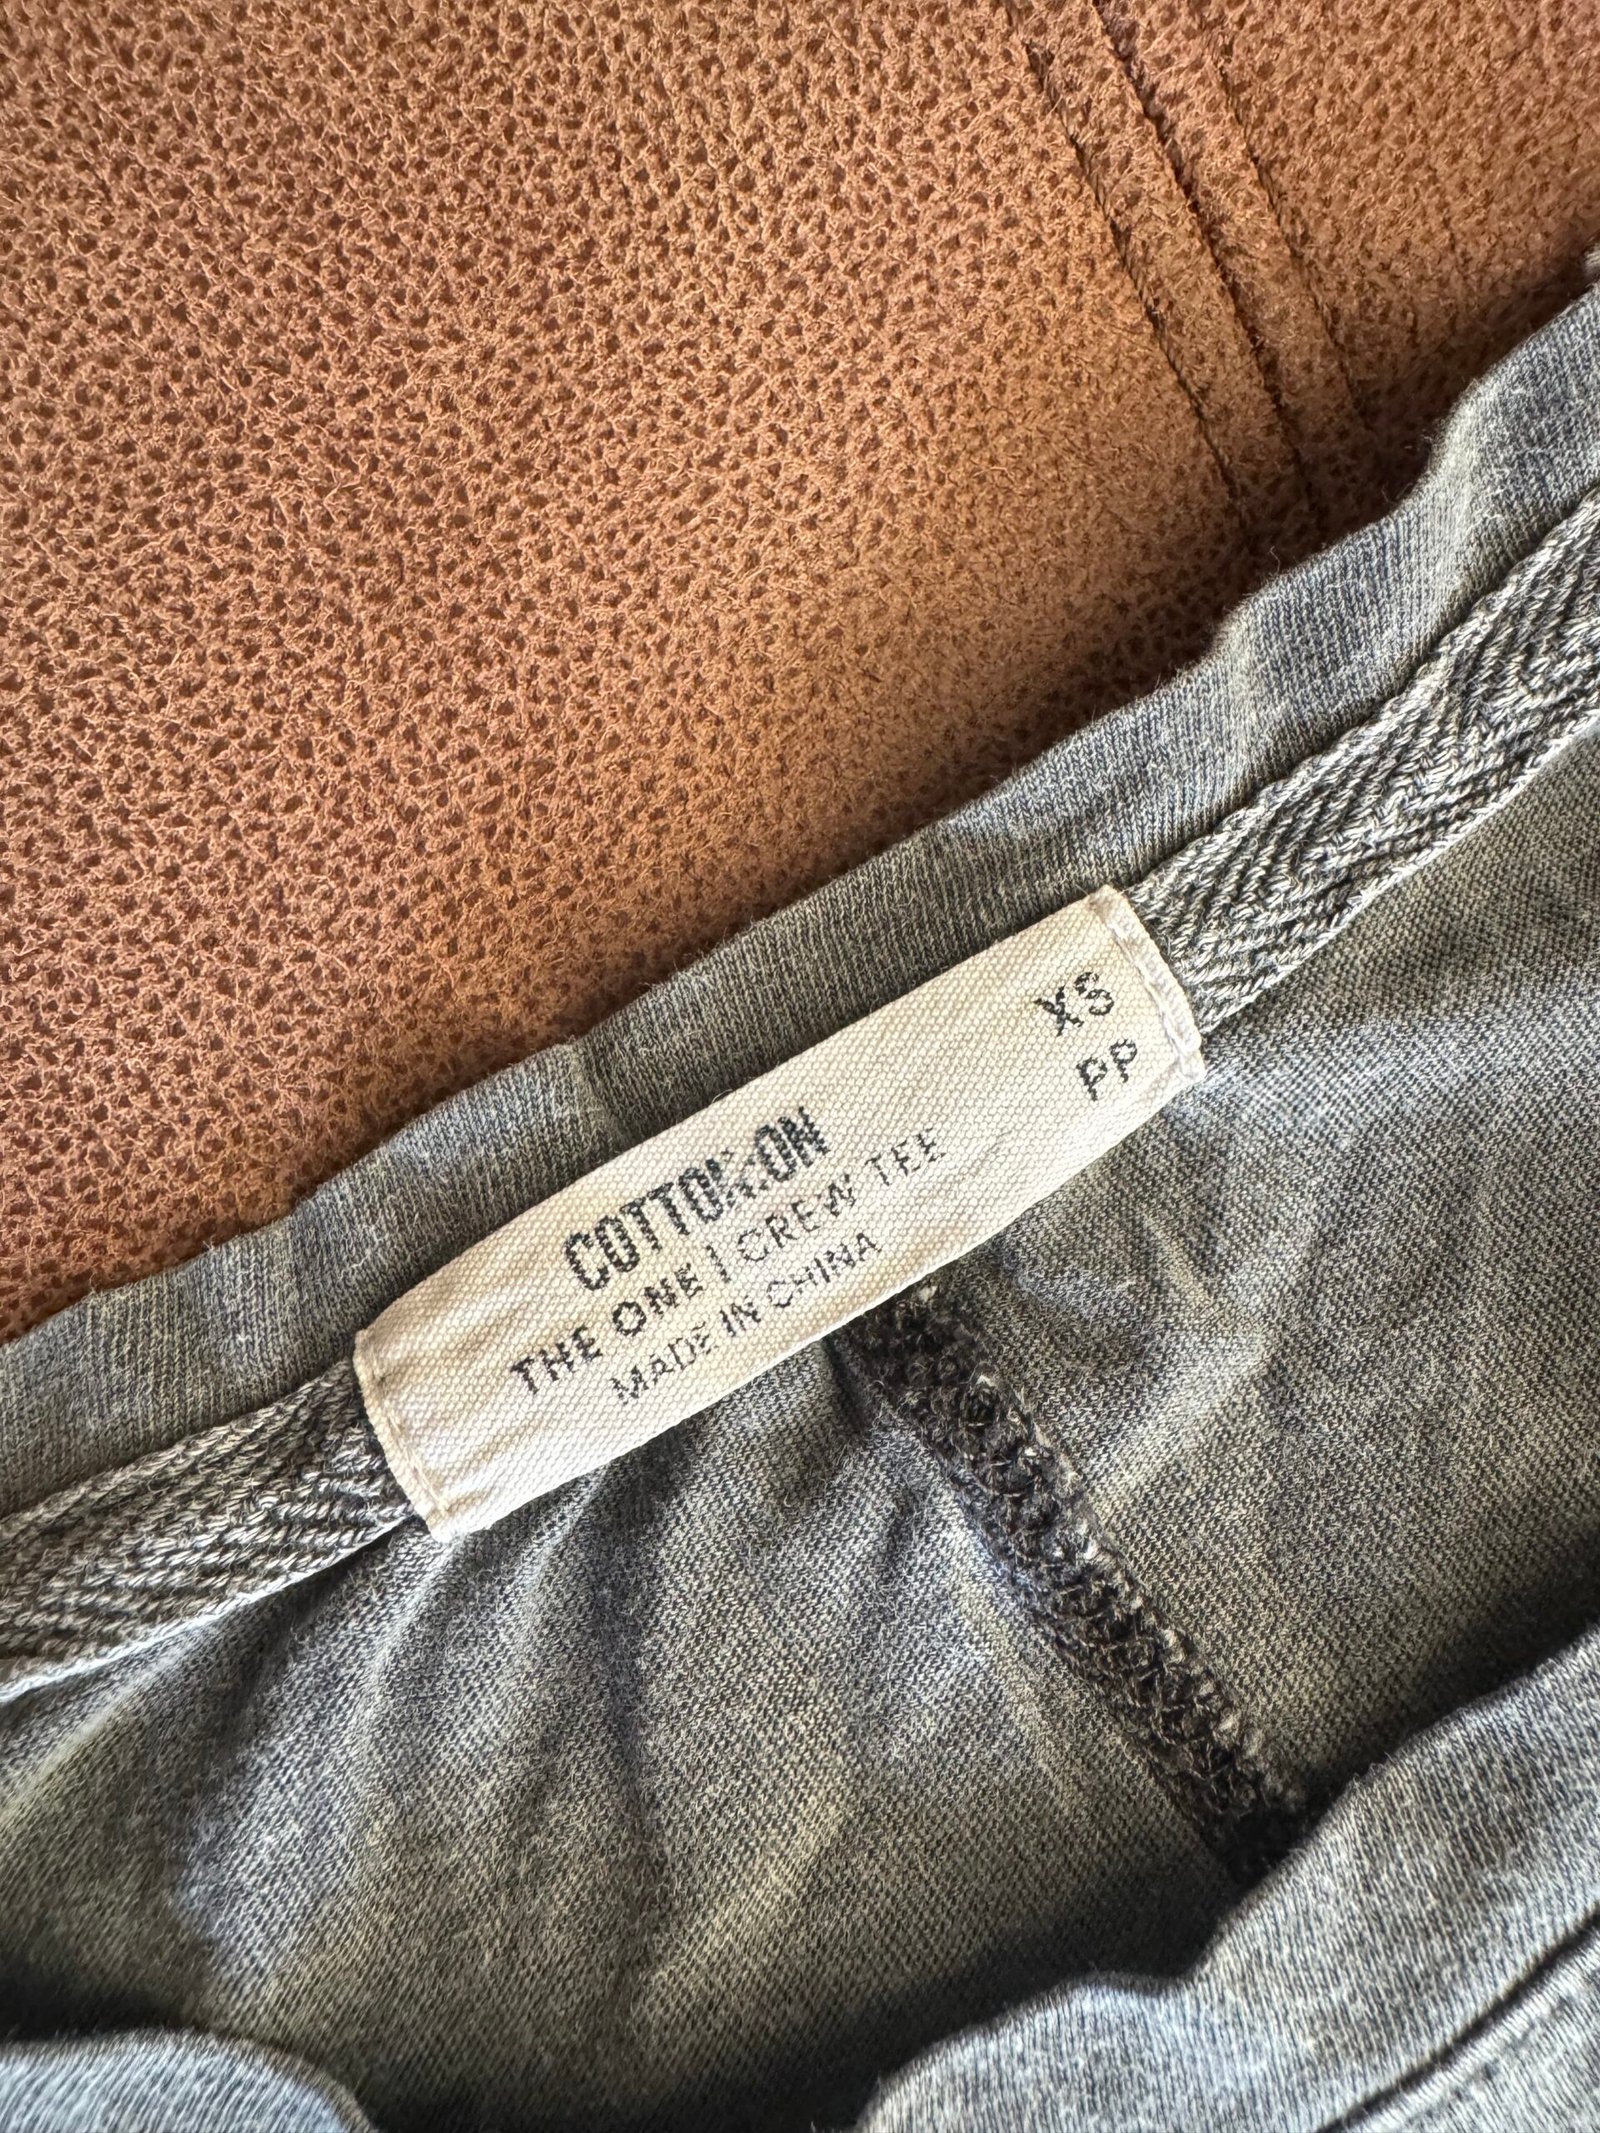 COTTON:ON
THE ONE | CREW TEE
MADE IN CHINA
XS
PP